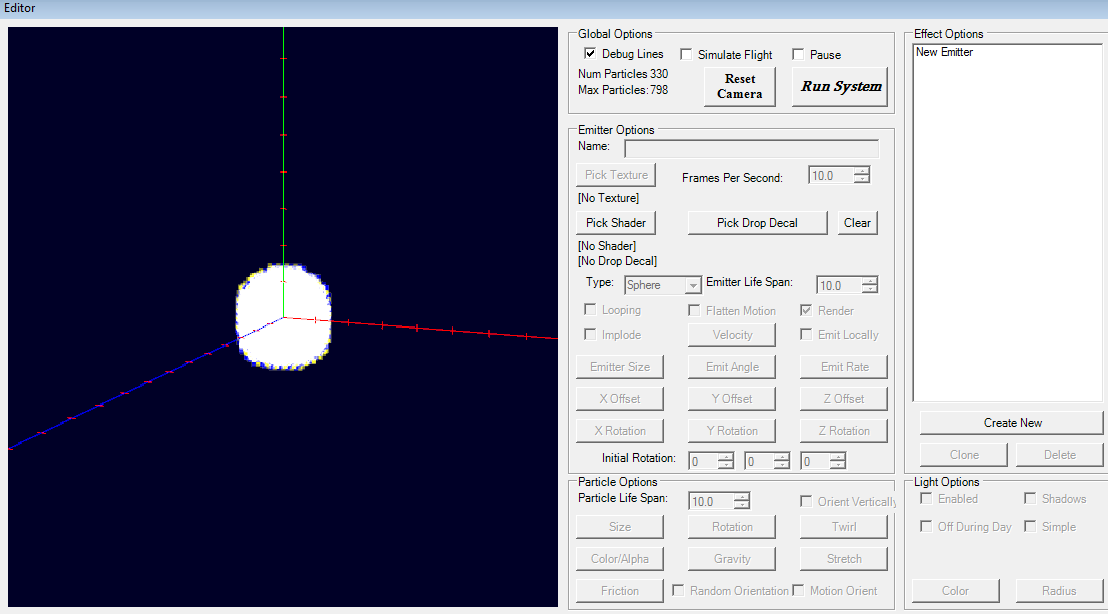 Editor
Global Options
Debug Lines
Simulate Flight
Pause
Num Particles 330
Max Particles: 798
Reset
Camera
Run System
Emitter Options
Name:
Pick Texture
Frames Per Second:
10.0
[No Texture]
Pick Shader
Pick Drop Decal
Clear
[No Shader]
[No Drop Decal]
Type:
Sphere
Emitter Life Span:
10.0
Looping
Flatten Motion
Render
Implode
Velocity
Emit Locally
Emitter Size
Emit Angle
Emit Rate
X Offset
Y Offset
Z Offset
X Rotation
Y Rotation
Z Rotation
Initial Rotation:
0
0
0
Particle Options
Particle Life Span:
10.0
Orient Vertically
Size
Rotation
Twirl
Color/Alpha
Gravity
Stretch
Friction
Random Orientation
Motion Orient
Effect Options
New Emitter
Create New
Clone
Delete
Light Options
Enabled
Shadows
Off During Day
Simple
Color
Radius